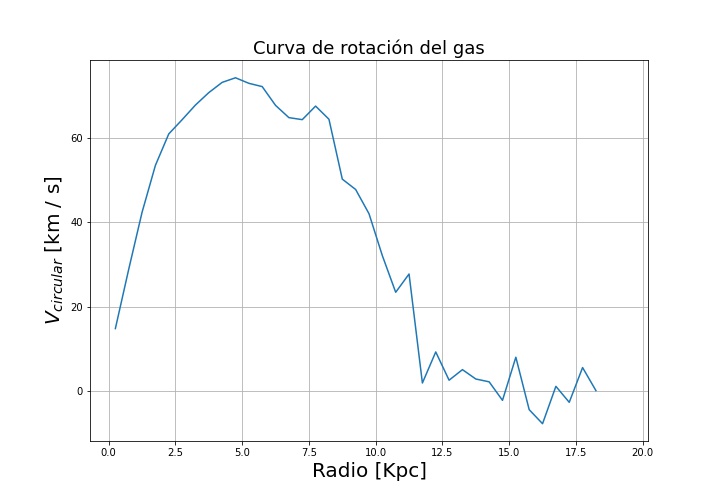 Curva de rotación del gas
V_circular [km / s]
60
40
20
0
0.0 2.5 5.0 7.5 10.0 12.5 15.0 17.5 20.0
Radio [Kpc]